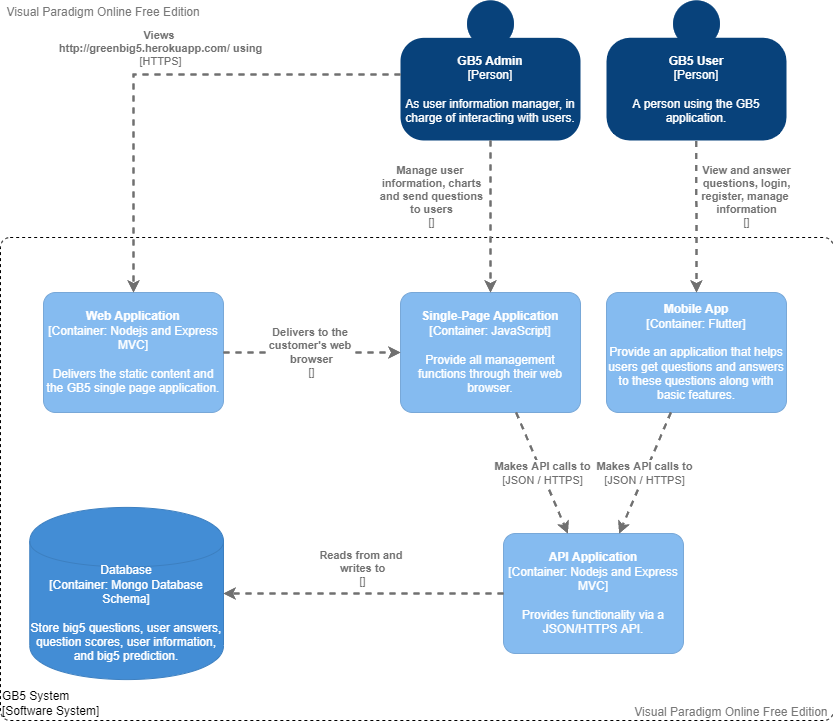 Visual Paradigm Online Free Edition
Views
http://greenbig5.herokuapp.com/ using
[HTTPS]
GB5 Admin
[Person]
As user information manager, in
charge of interacting with users.
GB5 User
[Person]
A person using the GB5
application.
Manage user
information, charts
and send questions
to users
[]
View and answer
questions, login,
register, manage
information
[]
Web Application
[Container: Nodejs and Express
MVC]
Delivers the static content and
the GB5 single page application.
Delivers to the
customer's web
browser
[]
Single-Page Application
[Container: JavaScript]
Provide all management
functions through their web
browser.
Mobile App
[Container: Flutter]
Provide an application that helps
users get questions and answers
to these questions along with
basic features.
Makes API calls to
[JSON / HTTPS]
Makes API calls to
[JSON / HTTPS]
Database
[Container: Mongo Database
Schema]
Store big5 questions, user answers,
question scores, user information,
and big5 prediction.
Reads from and
writes to
[]
API Application
[Container: Nodejs and Express
MVC]
Provides functionality via a
JSON/HTTPS API.
GB5 System
[Software System]
Visual Paradigm Online Free Edition